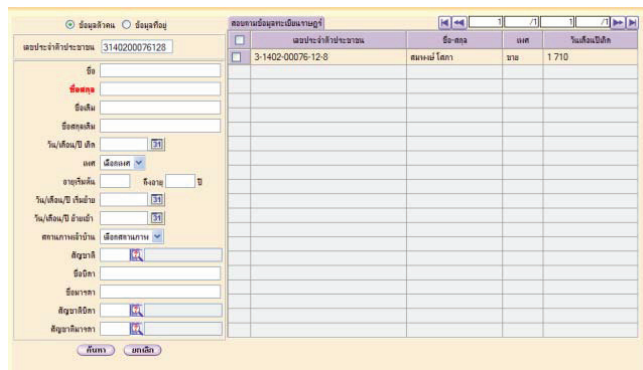 ข้อมูลตัวคน ข้อมูลที่อยู่
เลขประจำตัวประชาชน 3140200076128
ชื่อ
ชื่อสกุล
ชื่อเดิม
ชื่อสกุลเดิม
วัน/เดือน/ปี เกิด 31
เพศ เลือกเพศ
อายุเริ่มต้น ถึงอายุ ปี
วัน/เดือน/ปี เริ่มย้าย 31
วัน/เดือน/ปี ย้ายเข้า 31
สถานภาพเจ้าบ้าน เลือกสถานภาพ
สัญชาติ
ชื่อบิดา
ชื่อมารดา
สัญชาติบิดา
สัญชาติมารดา
ค้นหา ยกเลิก
สอบถามข้อมูลทะเบียนราษฎร์ 1 /1 1 /1
เลขประจำตัวประชาชน ชื่อ-สกุล เพศ วันเดือนปีเกิด
3-1402-00076-12-8 สมพงษ์ โสภา ชาย 1 710